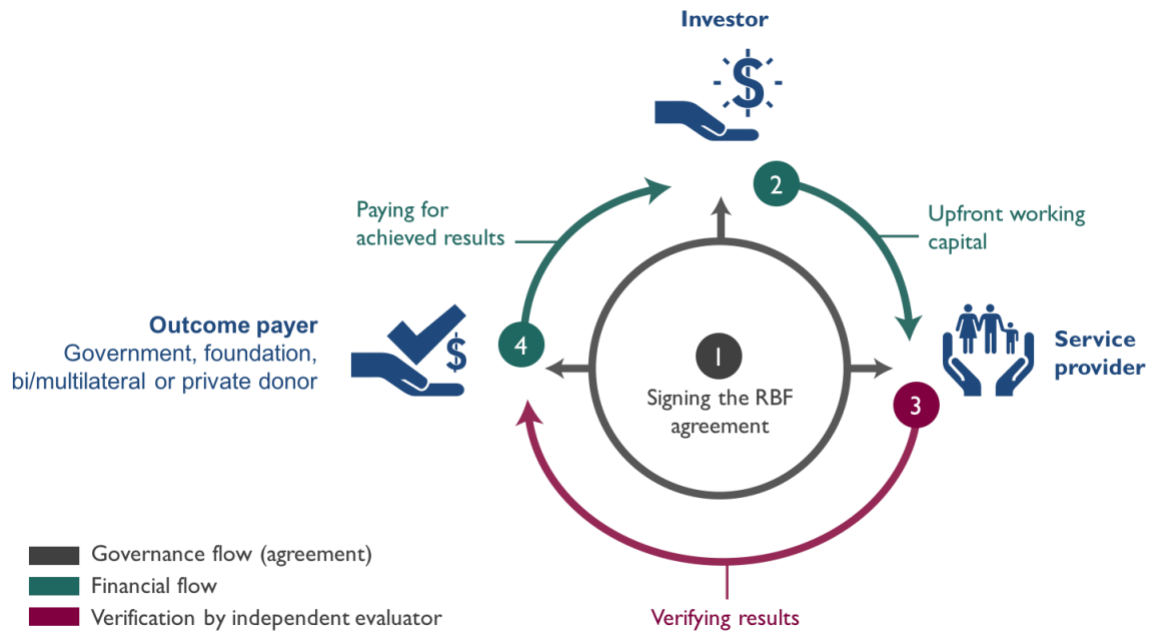 Investor
$
2
Paying for
achieved results
Upfront working
capital
Outcome payer
Government, foundation,
bi/multilateral or private donor
$
4
1
Signing the RBF
agreement
Service
provider
3
Governance flow (agreement)
Financial flow
Verification by independent evaluator
Verifying results